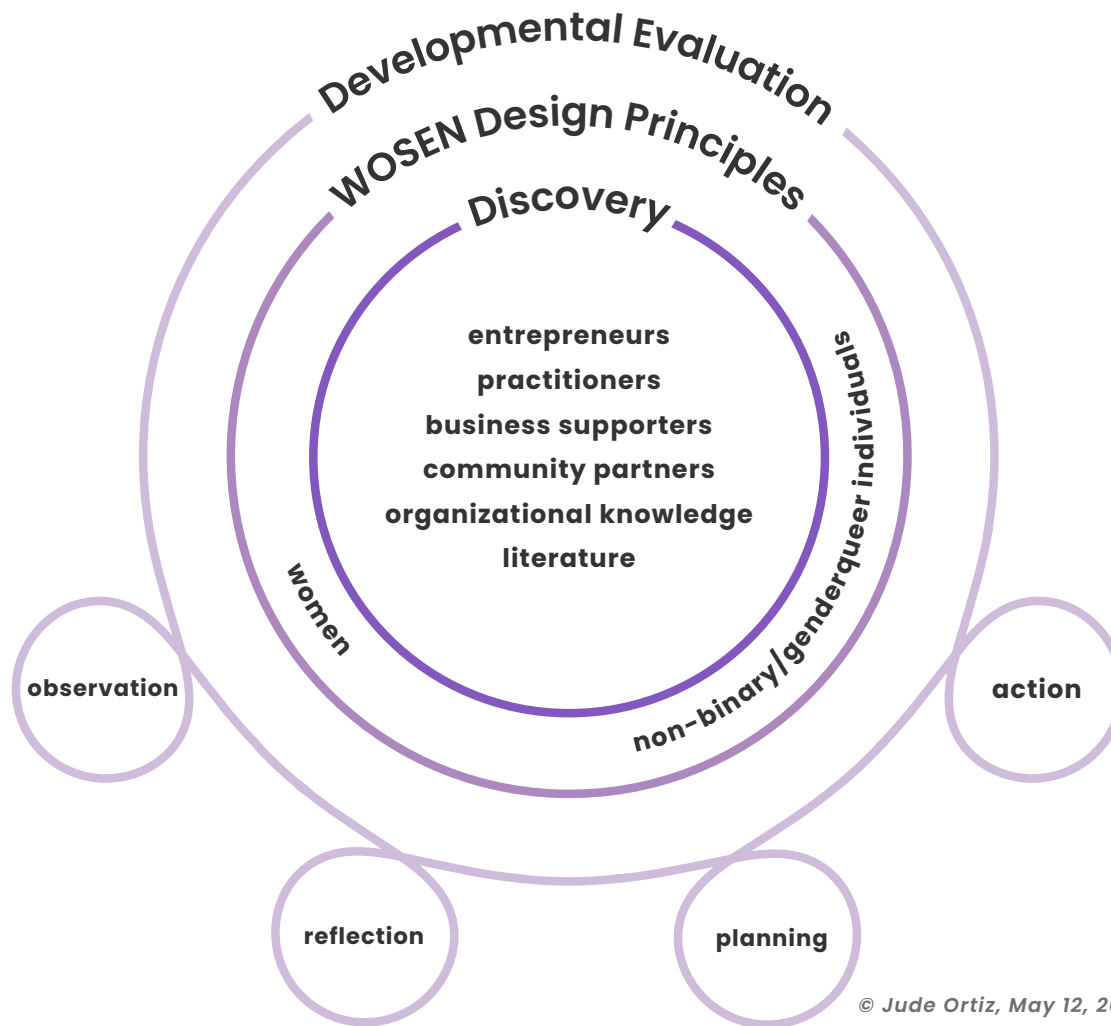 Developmental Evaluation
WOSEN Design Principles
Discovery
entrepreneurs
practitioners
business supporters
community partners
organizational knowledge
literature
women
non-binary/genderqueer individuals
observation
action
reflection
planning
© Jude Ortiz, May 12,